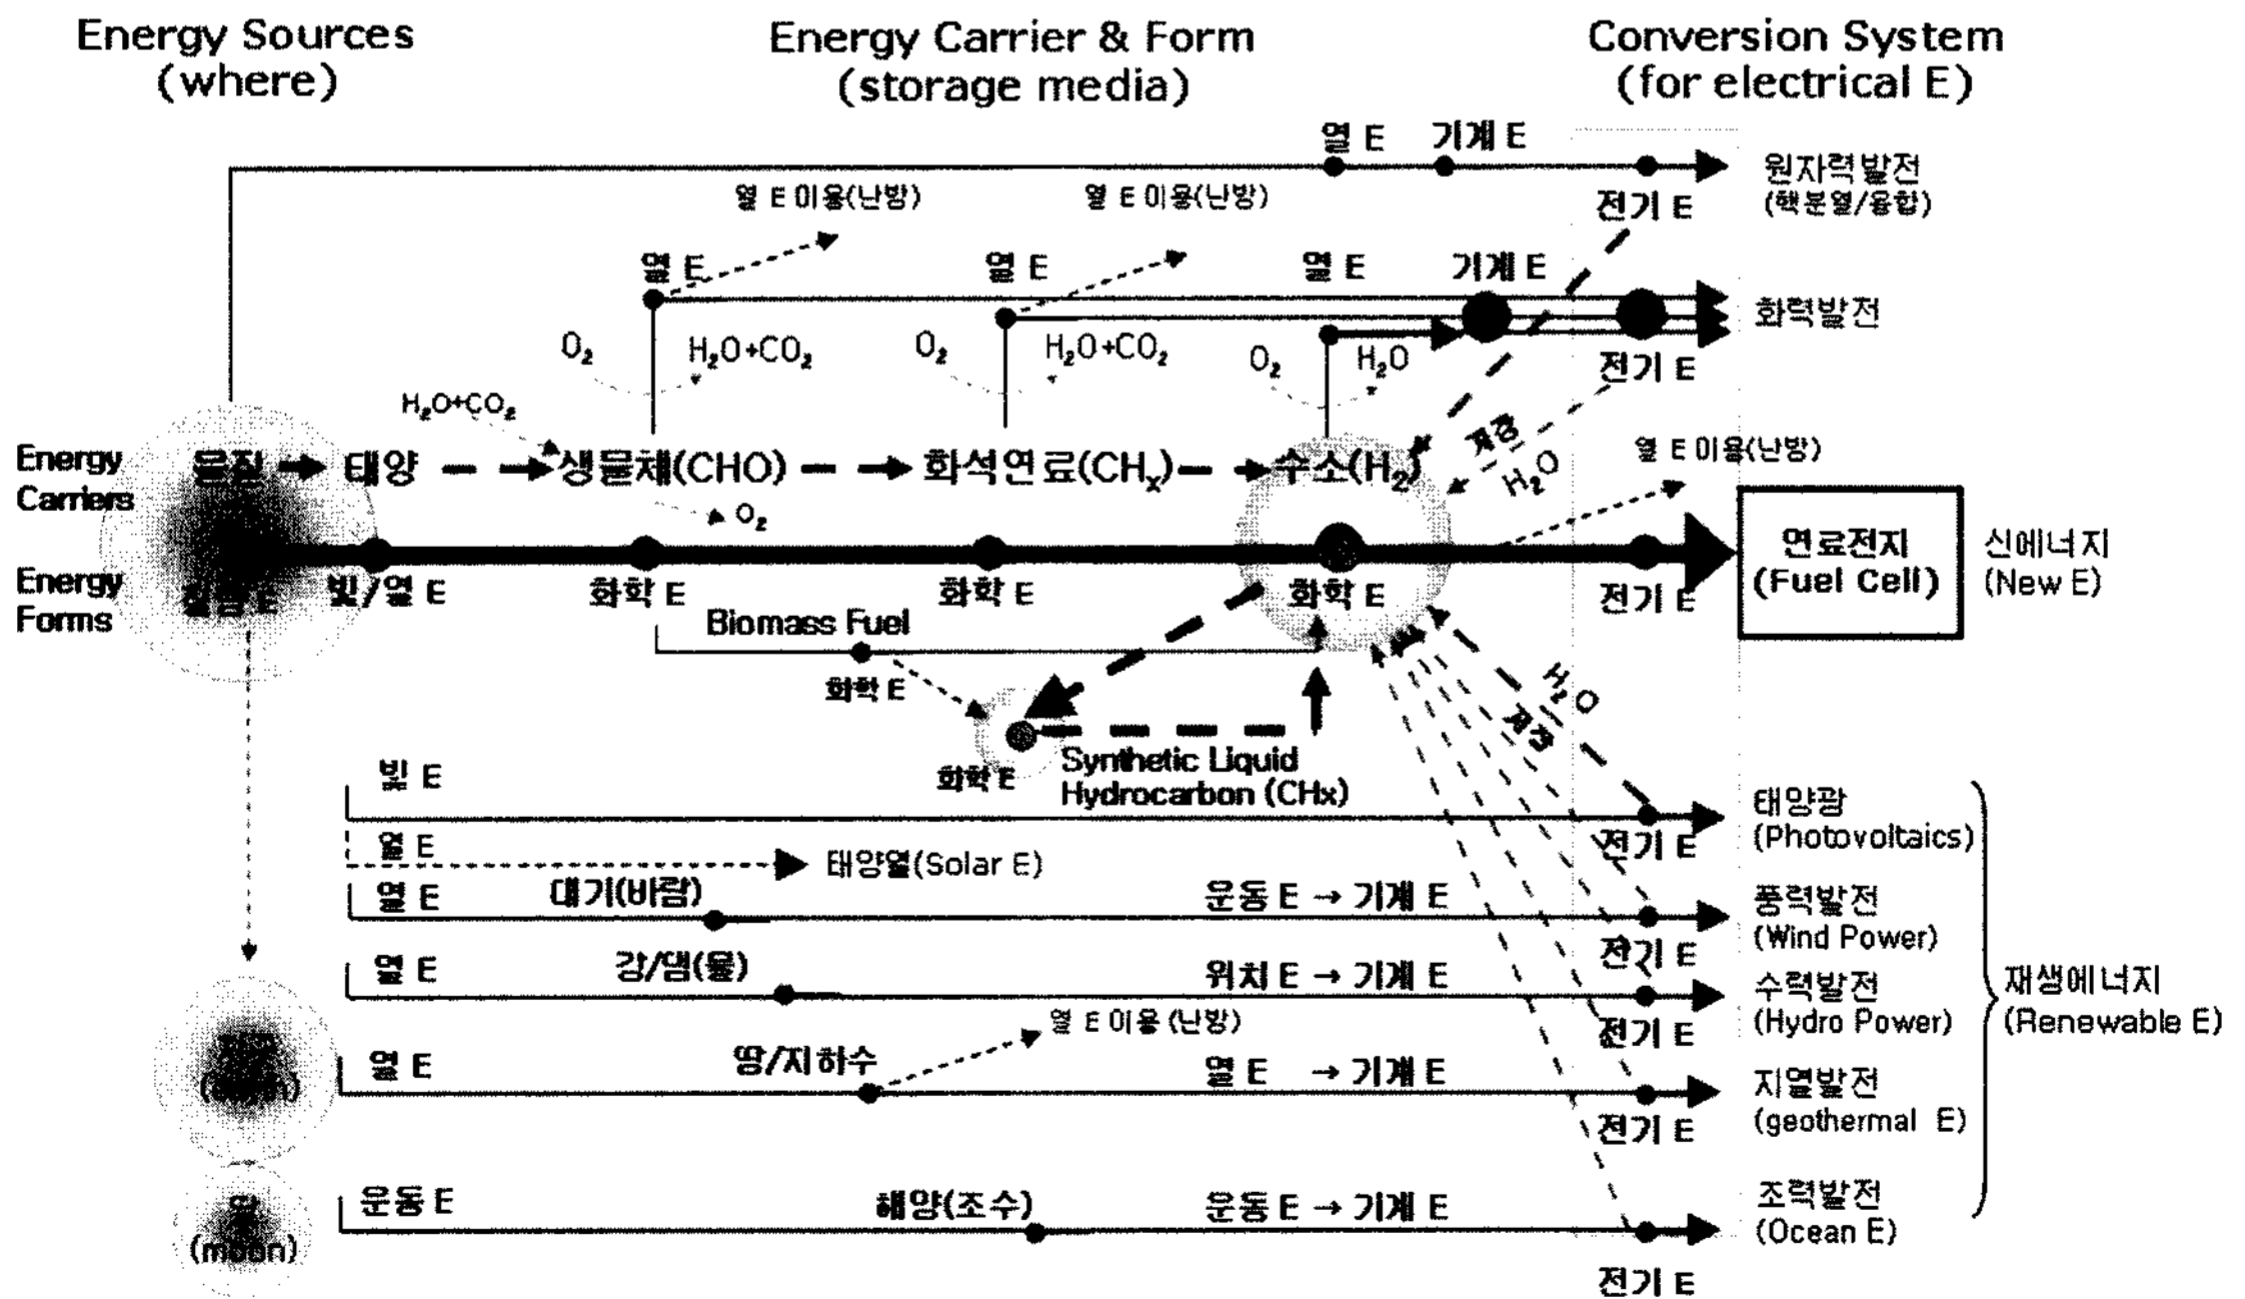 Energy Sources
(where)
Energy Carrier & Form
(storage media)
Conversion System
(for electrical E)
열 E
기계 E
원자력발전
(핵분열/융합)
전기 E
열 E 이용(난방)
열 E 이용(난방)
열 E
열 E
열 E
기계 E
화력발전
O₂
H₂O+CO₂
O₂
H₂O+CO₂
O₂
H₂O
전기 E
H₂O+CO₂
저장
H₂O
열 E 이용(난방)
Energy
Carriers
물질
태양
생물체(CHO)
화석연료(CHx)
수소(H₂)
O₂
연료전지
(Fuel Cell)
신에너지
(New E)
Energy
Forms
빛/열 E
화학 E
화학 E
화학 E
전기 E
Biomass Fuel
화학 E
화학 E
Synthetic Liquid
Hydrocarbon (CHx)
H₂O
저장
빛 E
태양광
(Photovoltaics)
전기 E
열 E
태양열(Solar E)
열 E
대기(바람)
운동 E → 기계 E
풍력발전
(Wind Power)
전기 E
열 E
강/댐(물)
위치 E → 기계 E
수력발전
(Hydro Power)
전기 E
재생에너지
(Renewable E)
열 E 이용 (난방)
열 E
땅/지하수
열 E → 기계 E
지열발전
(geothermal E)
전기 E
달
(moon)
운동 E
해양(조수)
운동 E → 기계 E
조력발전
(Ocean E)
전기 E